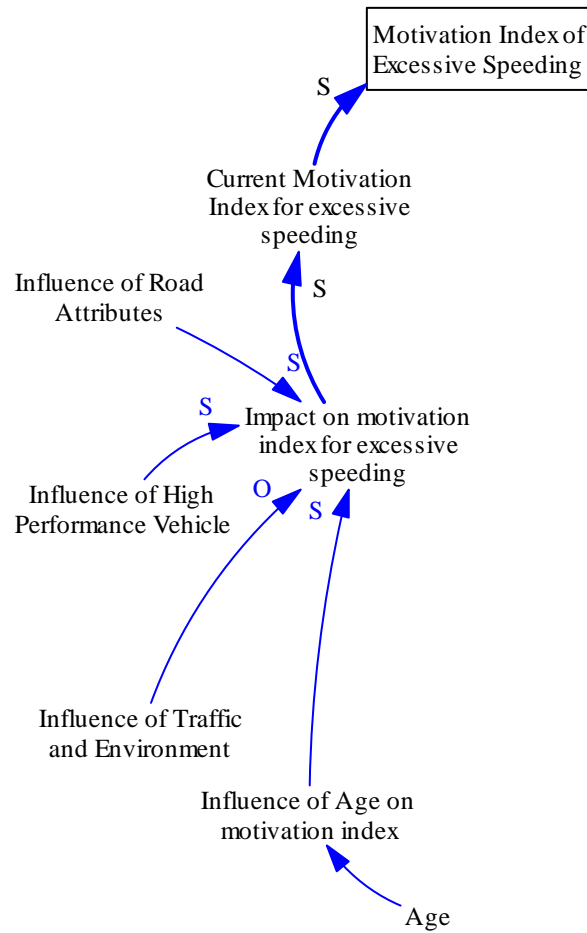 Motivation Index of
Excessive Speeding
S
Current Motivation
Index for excessive
speeding
S
Influence of Road
Attributes
S
S
Impact on motivation
index for excessive
speeding
Influence of High
Performance Vehicle
O
S
Influence of Traffic
and Environment
Influence of Age on
motivation index
Age